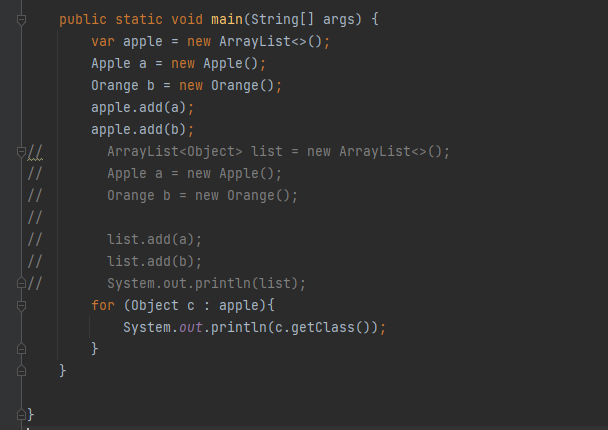 public static void main(String[] args) {
var apple = new ArrayList<>();
Apple a = new Apple();
Orange b = new Orange();
apple.add(a);
apple.add(b);
// ArrayList<Object> list = new ArrayList<>();
// Apple a = new Apple();
// Orange b = new Orange();
//
// list.add(a);
// list.add(b);
// System.out.println(list);
for (Object c : apple){
System.out.println(c.getClass());
}
}
}